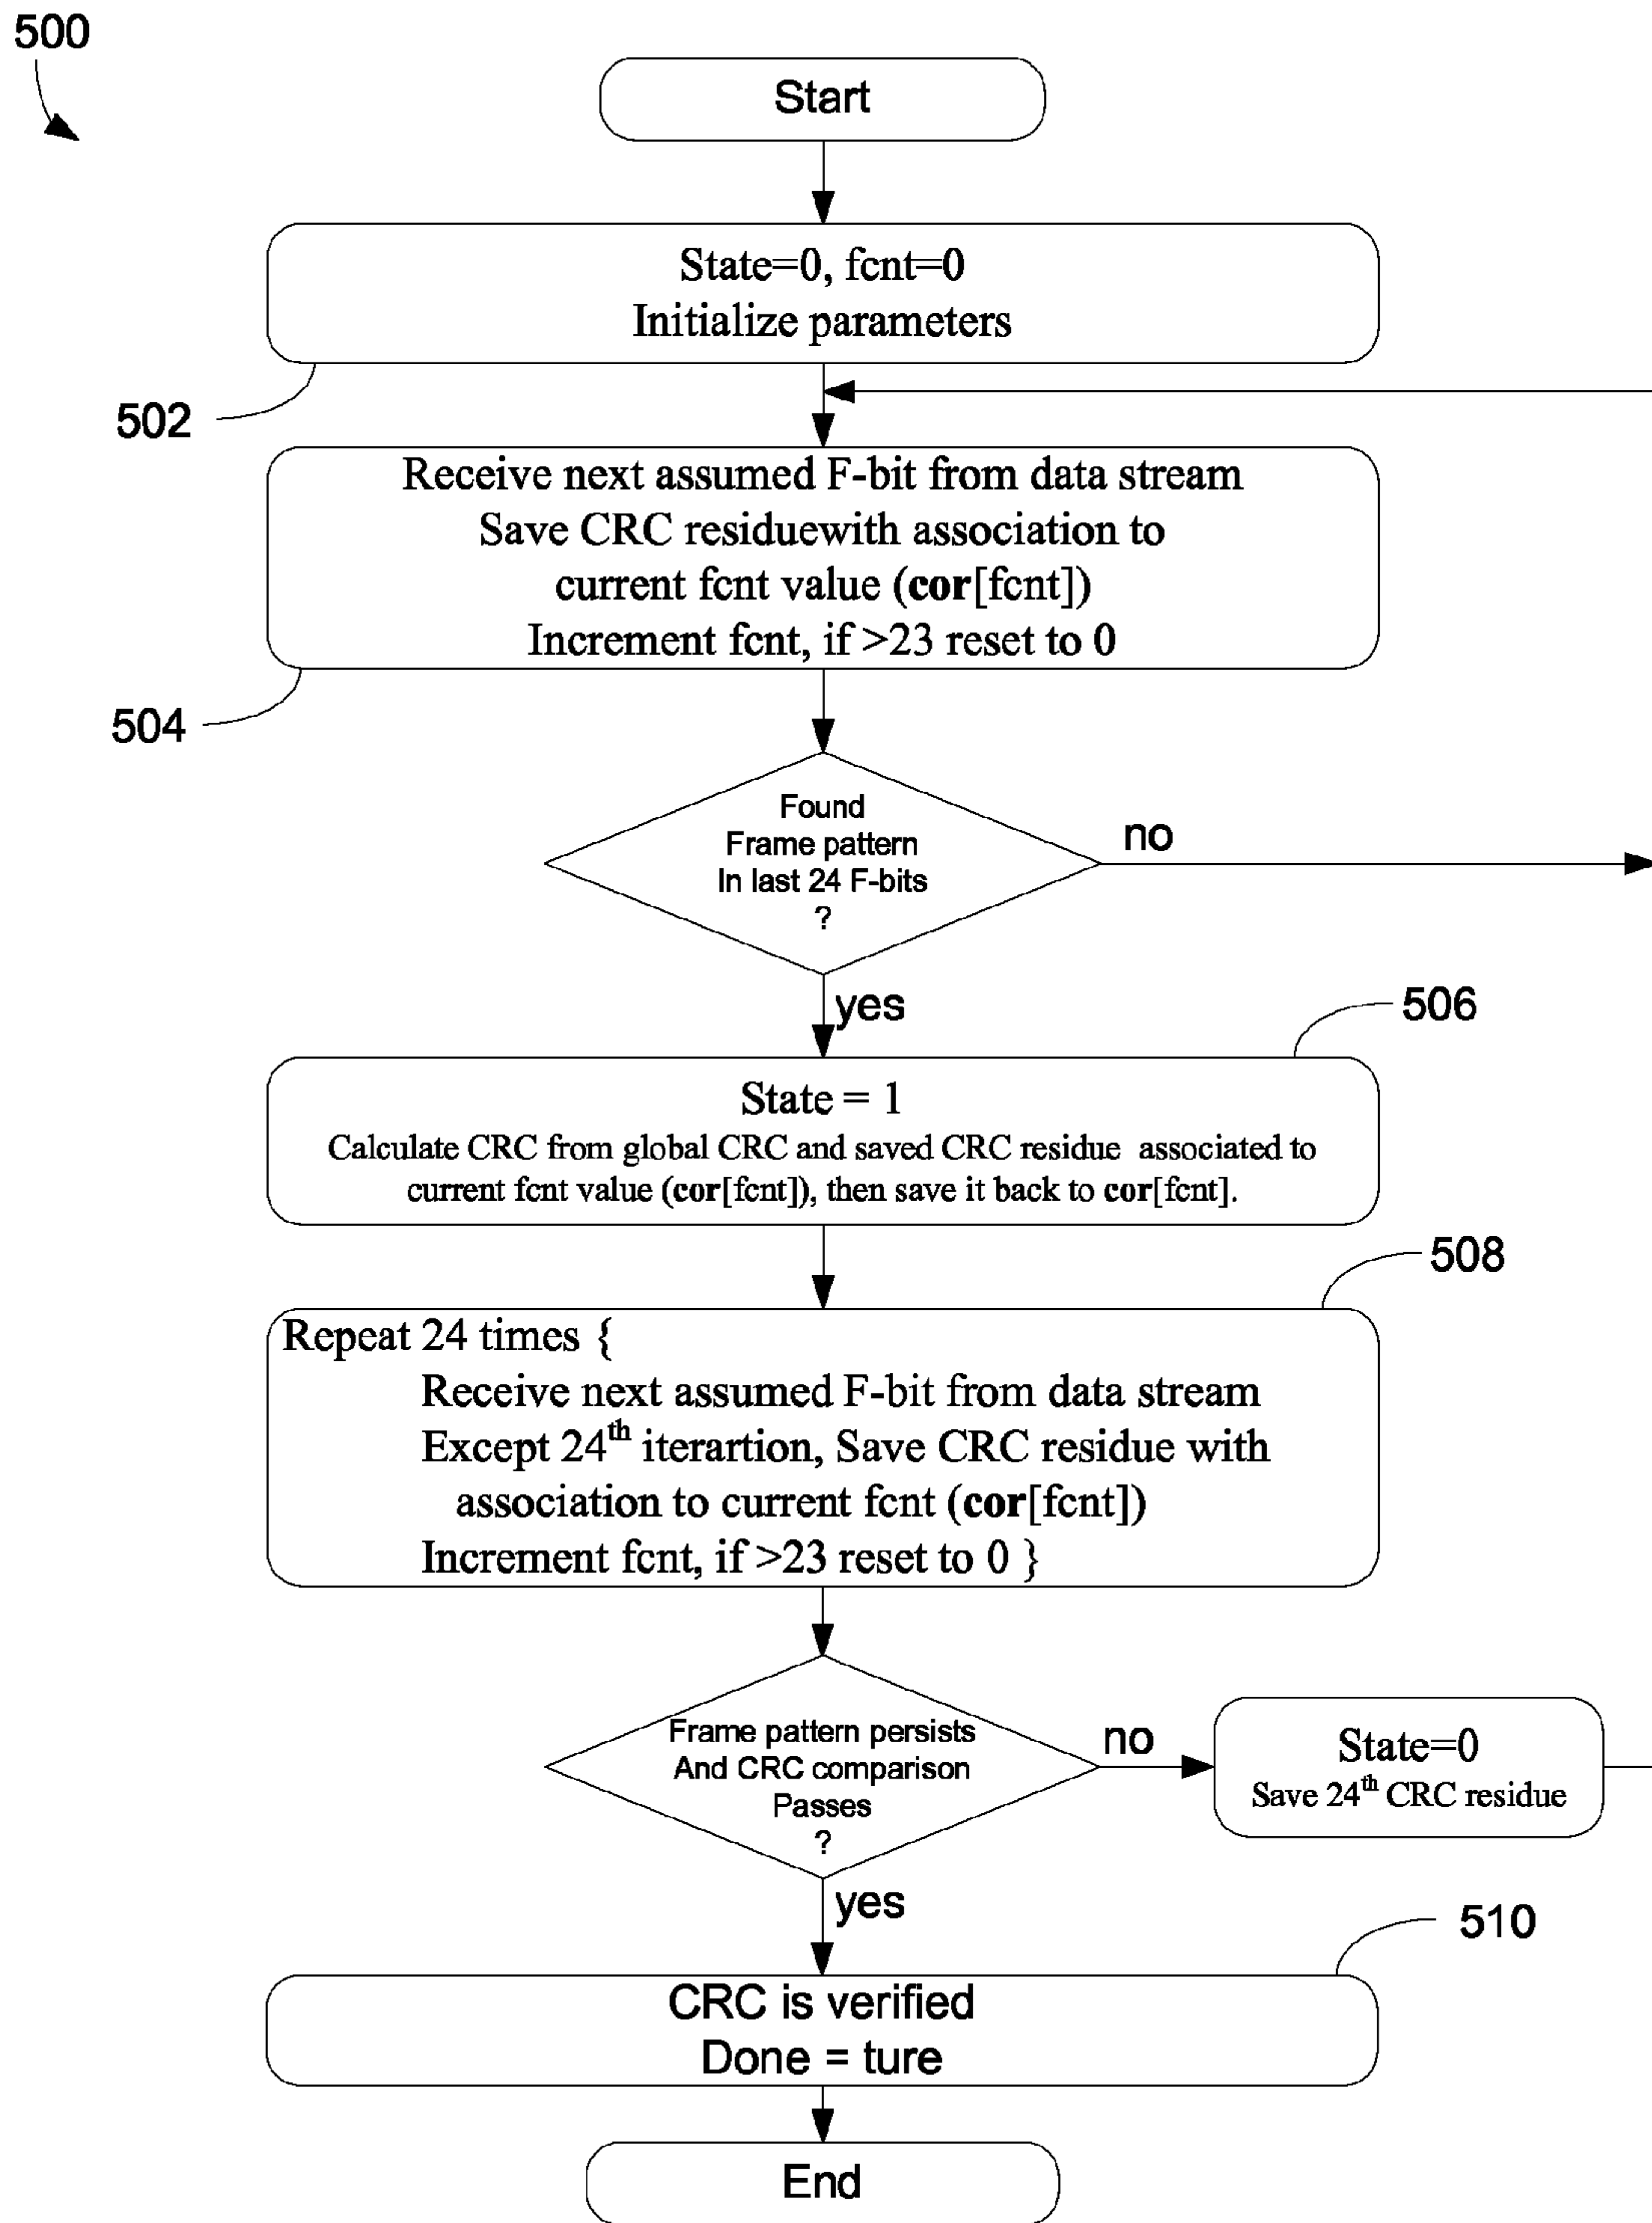 500
Start
State=0, fcnt=0
Initialize parameters
502
Receive next assumed F-bit from data stream
Save CRC residuewith association to
current fcnt value (cor[fcnt])
Increment fcnt, if >23 reset to 0
504
Found
Frame pattern
In last 24 F-bits
?
no
yes
506
State = 1
Calculate CRC from global CRC and saved CRC residue associated to
current fcnt value (cor[fcnt]), then save it back to cor[fcnt].
508
Repeat 24 times {
Receive next assumed F-bit from data stream
Except 24th iterartion, Save CRC residue with
association to current fcnt (cor[fcnt])
Increment fcnt, if >23 reset to 0 }
Frame pattern persists
And CRC comparison
Passes
?
no
State=0
Save 24th CRC residue
yes
510
CRC is verified
Done = ture
End